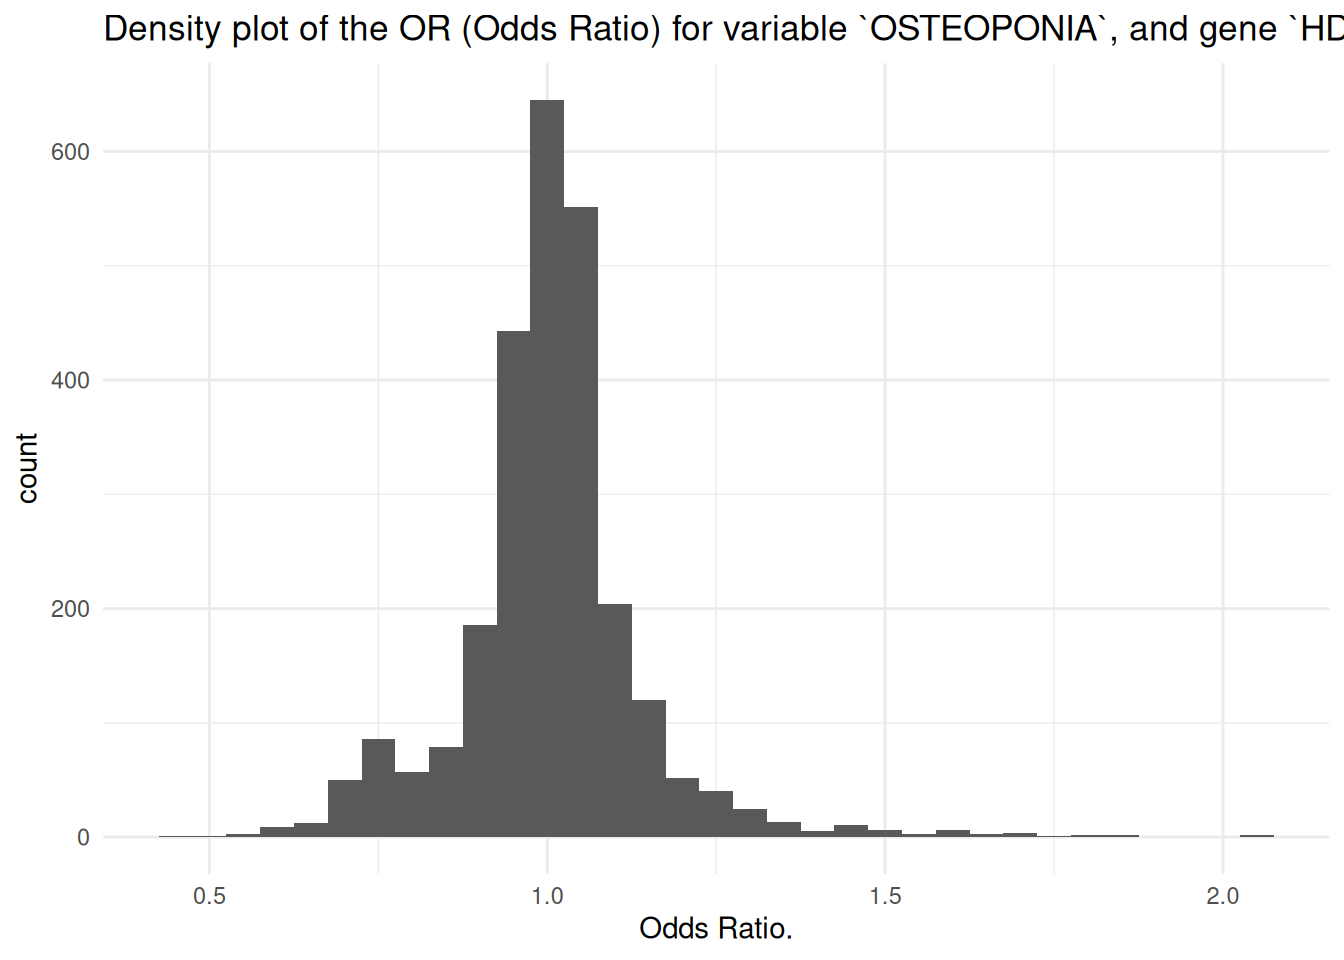 Density plot of the OR (Odds Ratio) for variable `OSTEOPONIA`, and gene `HD
600
400
200
0
count
0.5 1.0 1.5 2.0
Odds Ratio.